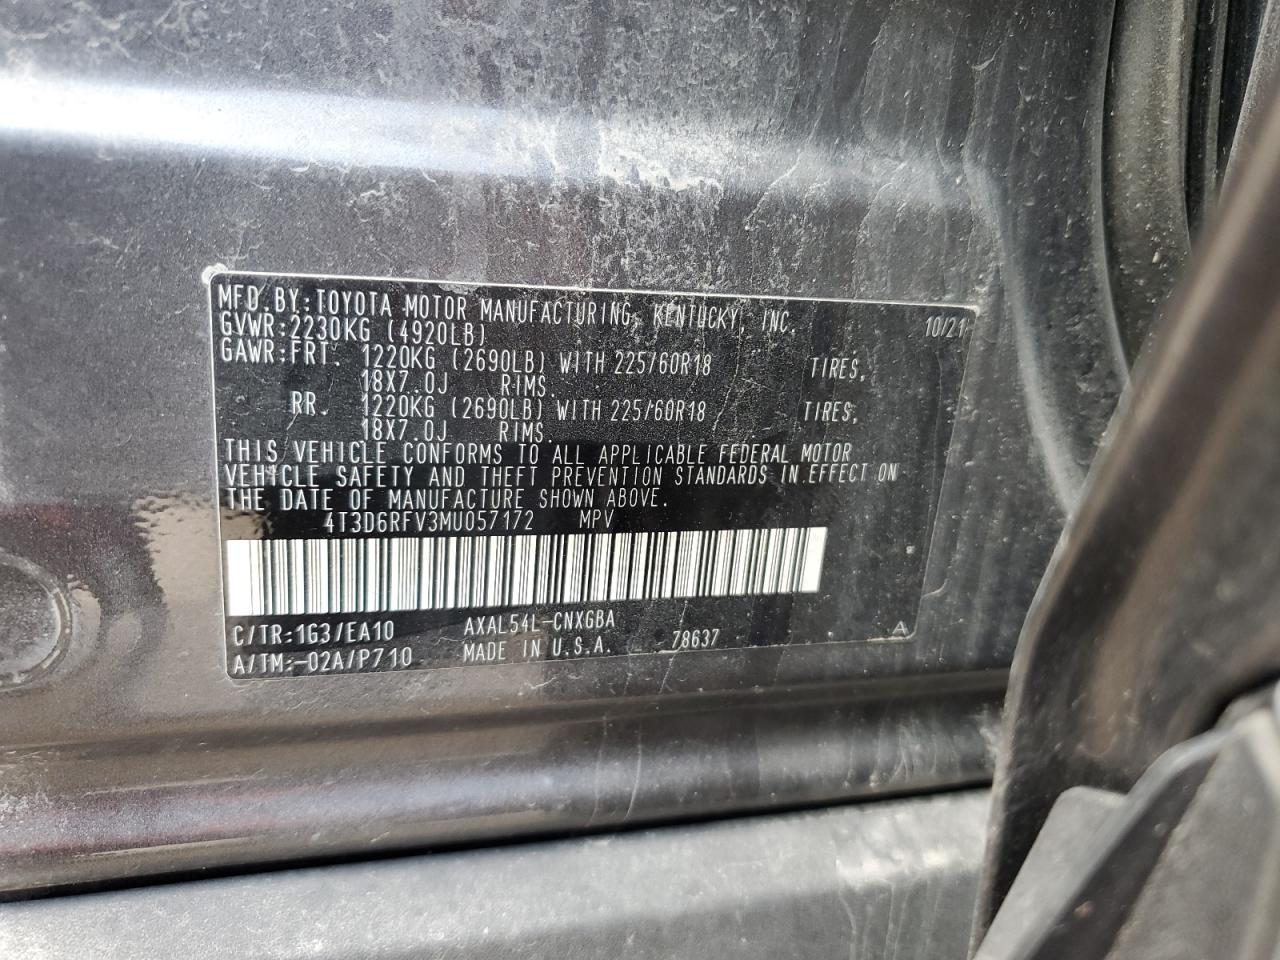 MFD. BY: TOYOTA MOTOR MANUFACTURING, KENTUCKY, INC. 10/21
GVWR: 2230KG (4920LB)
GAWR: FRT. 1220KG (2690LB) WITH 225/60R18 TIRES,
18X7.0J RIMS.
RR. 1220KG (2690LB) WITH 225/60R18 TIRES,
18X7.0J RIMS.
THIS VEHICLE CONFORMS TO ALL APPLICABLE FEDERAL MOTOR
VEHICLE SAFETY AND THEFT PREVENTION STANDARDS IN EFFECT ON
THE DATE OF MANUFACTURE SHOWN ABOVE.
4T3D6RFV3MU057172 MPV
C/TR: 1G3/EA10 AXAL54L-CNXGBA
A/TM: -02A/P710 MADE IN U.S.A. 78637 A